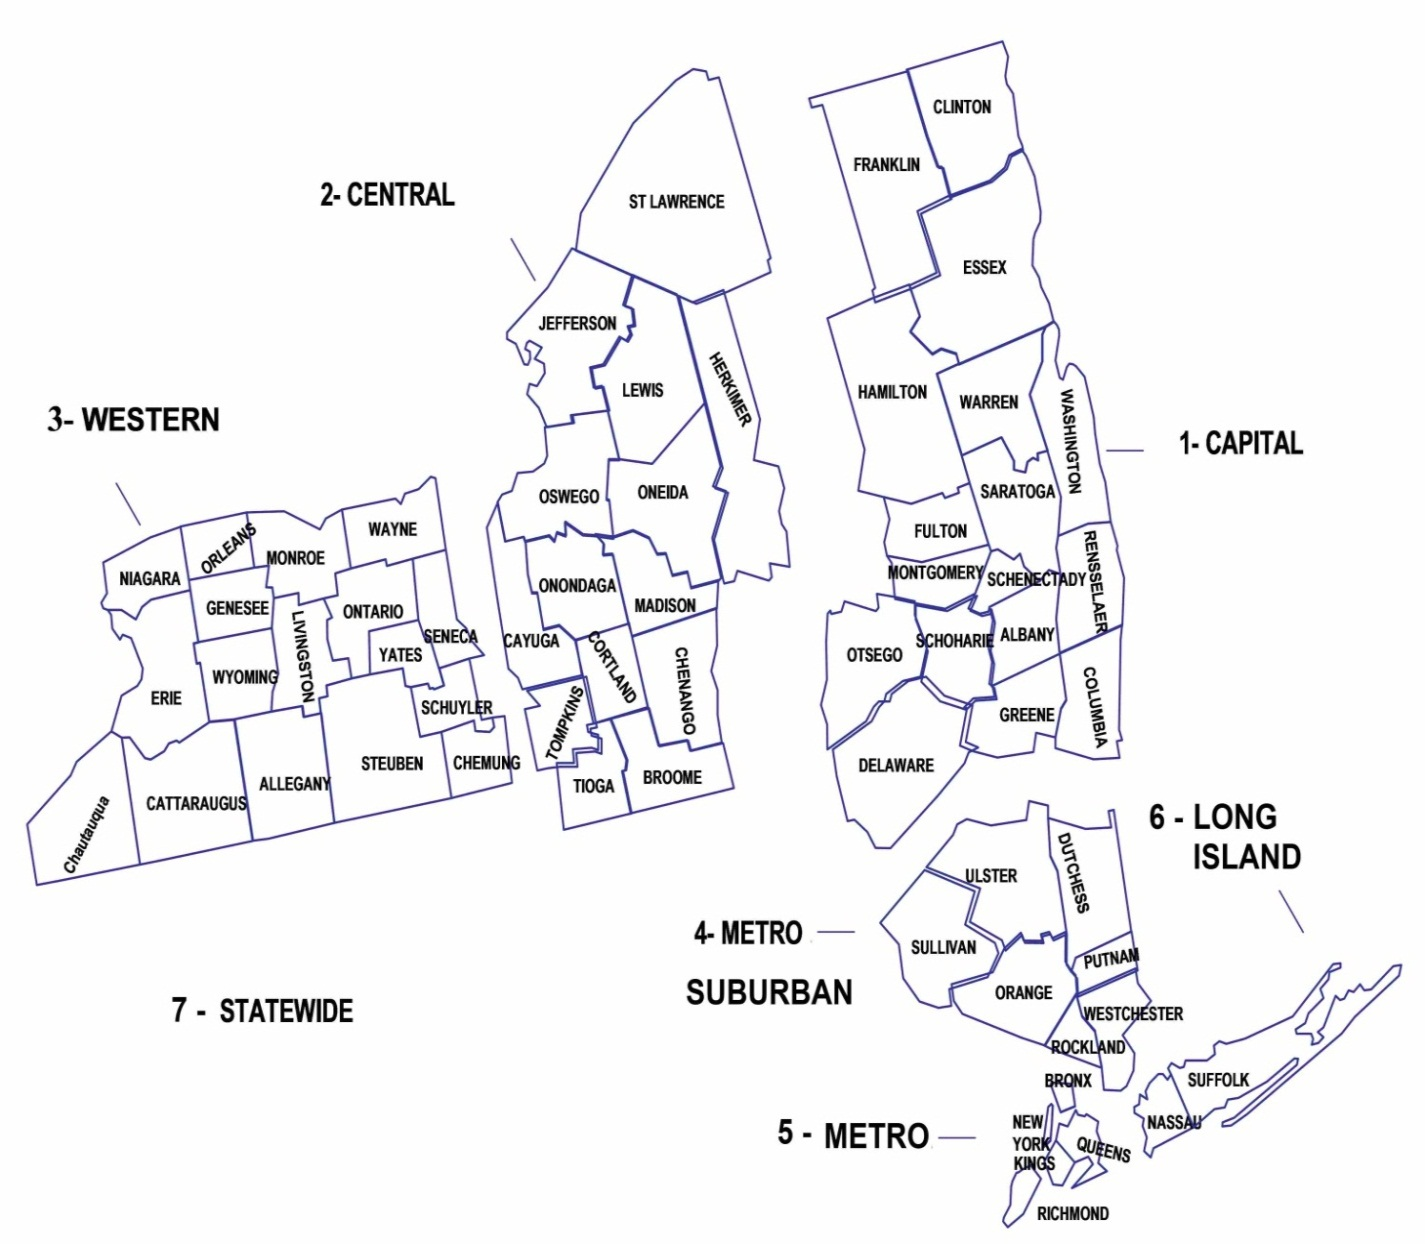 CLINTON
FRANKLIN
2- CENTRAL
ST LAWRENCE
ESSEX
JEFFERSON
LEWIS
HERKIMER
HAMILTON
WARREN
WASHINGTON
3- WESTERN
1- CAPITAL
OSWEGO
ONEIDA
SARATOGA
WAYNE
ORLEANS
MONROE
NIAGARA
FULTON
MONTGOMERY
SCHENECTADY
RENSSELAER
GENESEE
LIVINGSTON
ONTARIO
SENECA
YATES
ONONDAGA
MADISON
CAYUGA
CORTLAND
CHENANGO
OTSEGO
SCHOHARIE
ALBANY
WYOMING
ERIE
SCHUYLER
TOMPKINS
GREENE
COLUMBIA
STEUBEN
CHEMUNG
ALLEGANY
CATTARAUGUS
Chautauqua
TIOGA
BROOME
DELAWARE
6 - LONG
ISLAND
ULSTER
DUTCHESS
4- METRO
SUBURBAN
SULLIVAN
PUTNAM
ORANGE
WESTCHESTER
ROCKLAND
7 - STATEWIDE
BRONX
SUFFOLK
NASSAU
5 - METRO
NEW
YORK
KINGS
QUEENS
RICHMOND